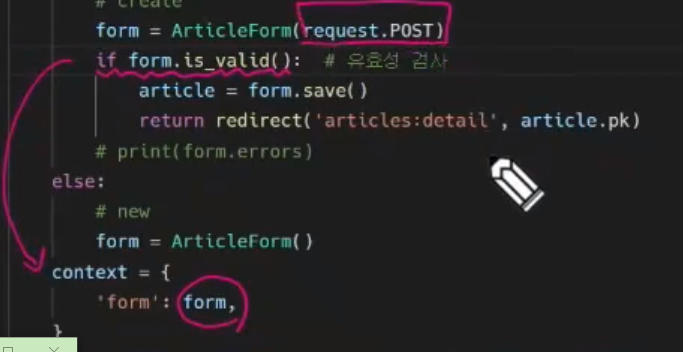 # create
form = ArticleForm(request.POST)
if form.is_valid():  # 유효성 검사
article = form.save()
return redirect('articles:detail', article.pk)
# print(form.errors)
else:
# new
form = ArticleForm()
context = {
'form': form,
}